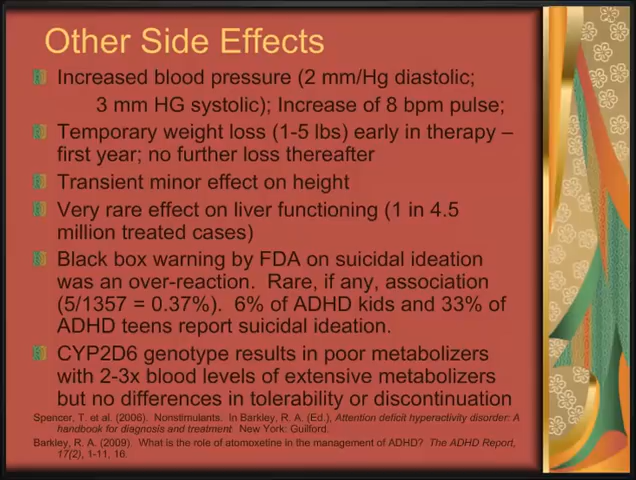 Other Side Effects
Increased blood pressure (2 mm/Hg diastolic;
3 mm HG systolic); Increase of 8 bpm pulse;
Temporary weight loss (1-5 lbs) early in therapy –
first year; no further loss thereafter
Transient minor effect on height
Very rare effect on liver functioning (1 in 4.5
million treated cases)
Black box warning by FDA on suicidal ideation
was an over-reaction. Rare, if any, association
(5/1357 = 0.37%). 6% of ADHD kids and 33% of
ADHD teens report suicidal ideation.
CYP2D6 genotype results in poor metabolizers
with 2-3x blood levels of extensive metabolizers
but no differences in tolerability or discontinuation
Spencer, T. et al. (2006). Nonstimulants. In Barkley, R. A. (Ed.), Attention deficit hyperactivity disorder: A
handbook for diagnosis and treatment. New York: Guilford.
Barkley, R. A. (2009). What is the role of atomoxetine in the management of ADHD? The ADHD Report,
17(2), 1-11, 16.